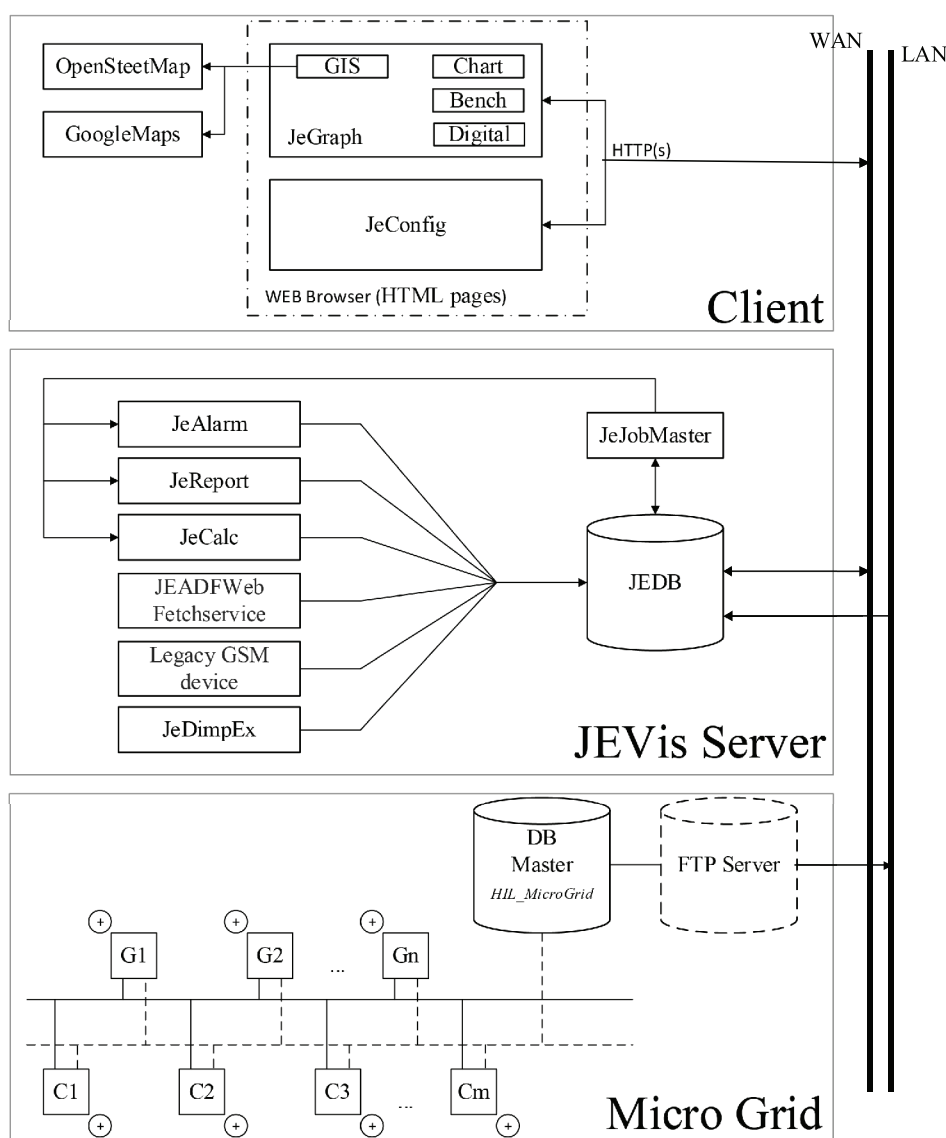 WAN
LAN
OpenSteetMap
GIS
Chart
Bench
GoogleMaps
JeGraph
Digital
HTTP(s)
JeConfig
WEB Browser (HTML pages)
Client
JeAlarm
JeJobMaster
JeReport
JeCalc
JEDB
JEADFWeb
Fetchservice
Legacy GSM
device
JeDimpEx
JEVis Server
DB
Master
HIL_MicroGrid
FTP Server
+
+
+
G1
G2
...
Gn
C1
C2
C3
...
Cm
+
+
+
+
Micro Grid